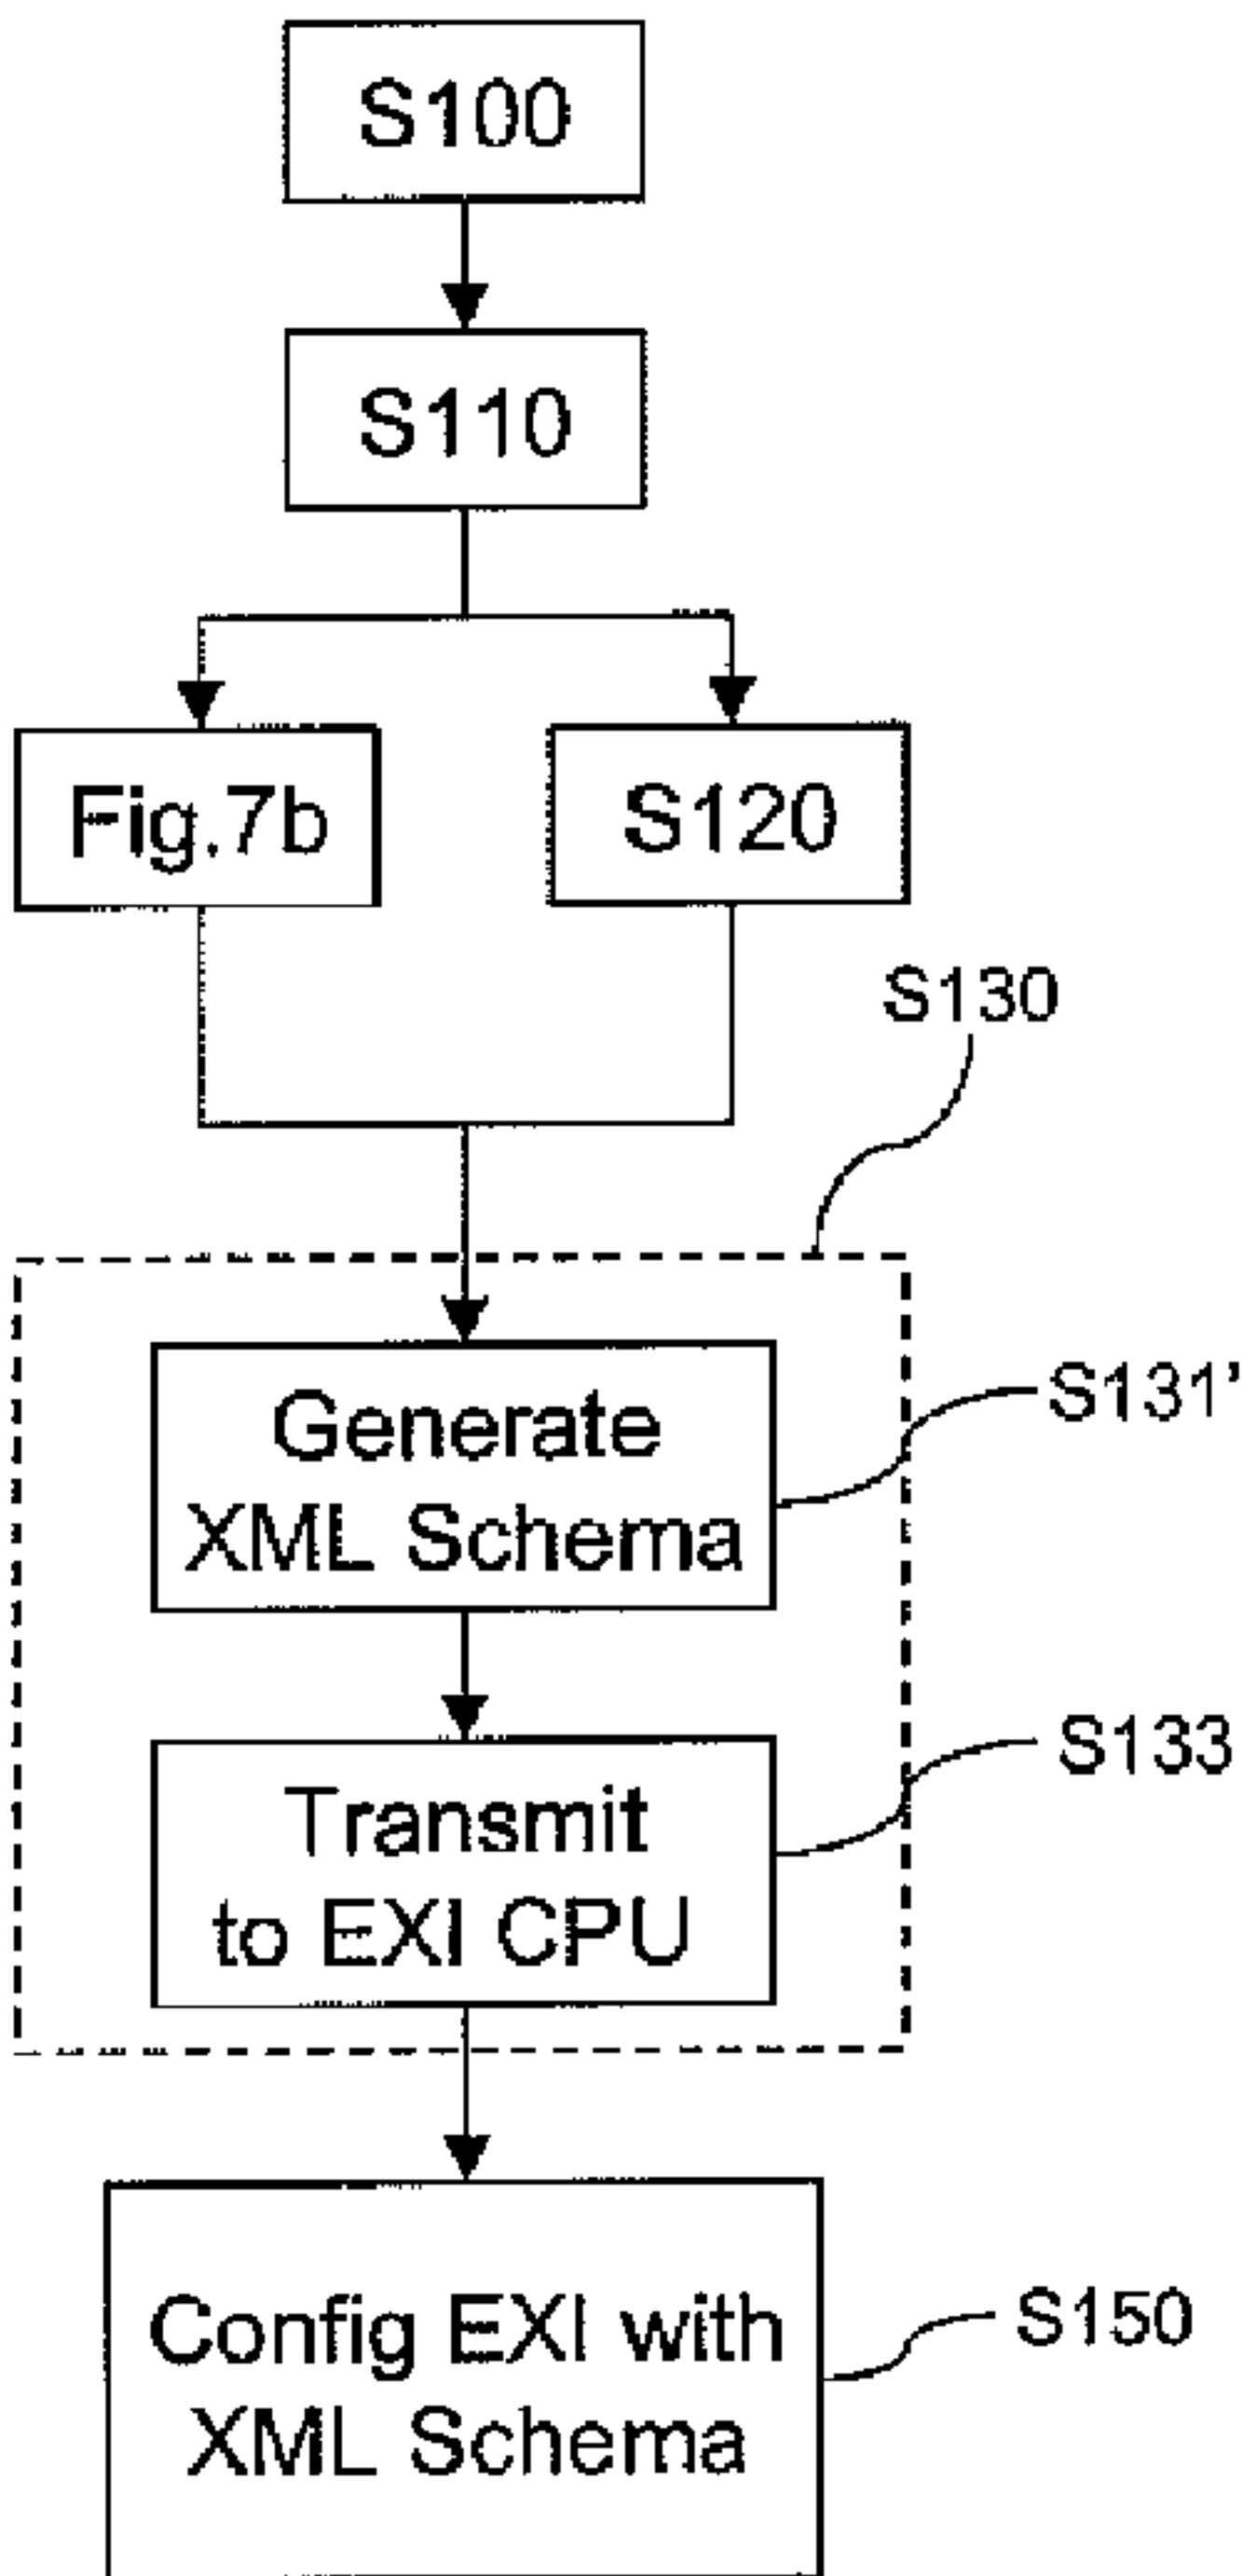 S100
S110
Fig.7b
S120
S130
Generate
XML Schema
S131’
Transmit
to EXI CPU
S133
Config EXI with
XML Schema
S150